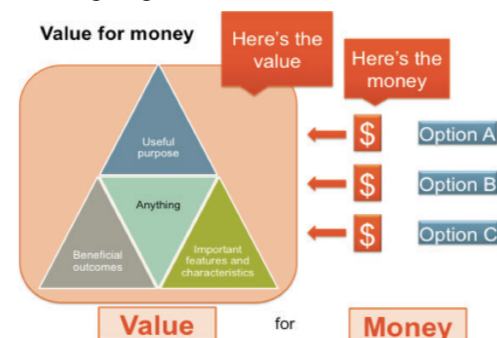 Value for money
Here's the
value
Here's the
money
Useful
purpose
Anything
Beneficial
outcomes
Important
features and
characteristics
$
Option A
$
Option B
$
Option C
Value
for
Money